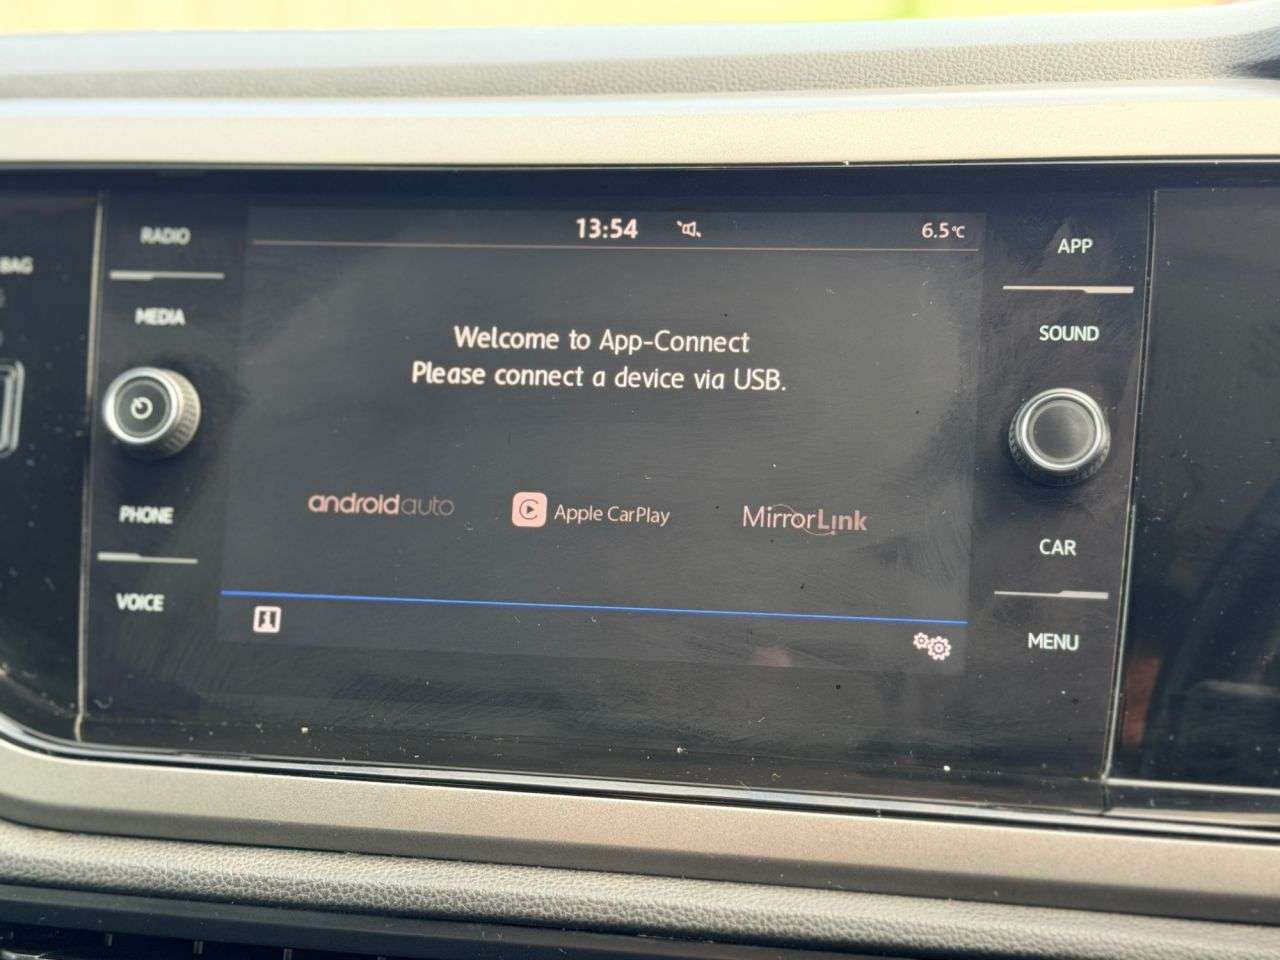 RADIO
MEDIA
PHONE
VOICE
BAG
13:54
6.5°C
Welcome to App-Connect
Please connect a device via USB.
androidauto
Apple CarPlay
MirrorLink
APP
SOUND
CAR
MENU